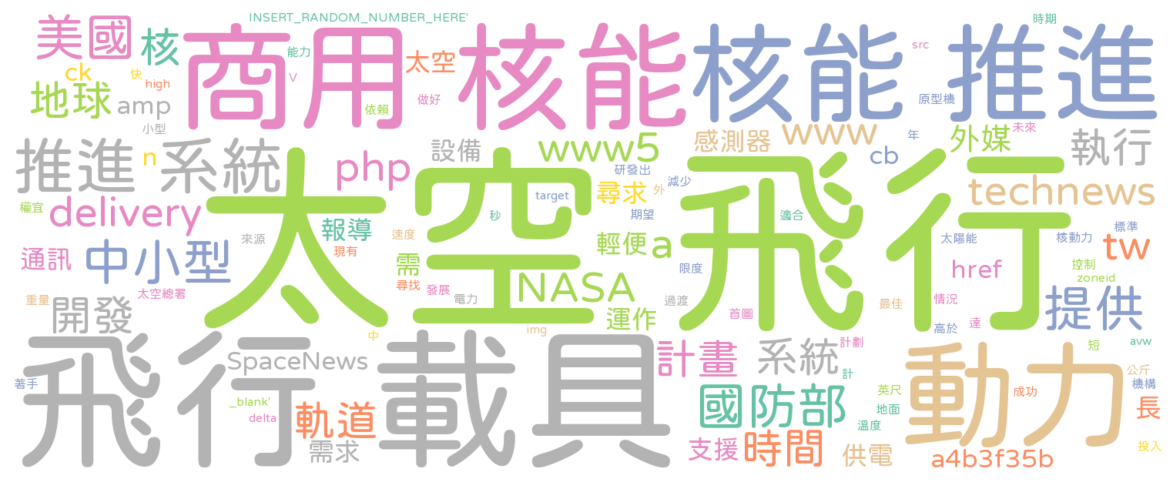 INSERT_RANDOM_NUMBER_HERE'
時期
美國
核
商用
核能
核能
推進
能力
太空
src
ck
快
high
V
依賴
做好
原型機
地球
amp
小型
年
未來
推進
n
系統
php
設備
www5
感測器
www
cb
外媒
執行
研發出
減少
權宜
delivery
target
尋求
外
technews
太空
飛行
秒
期望
適合
來源
報導
速度
輕便
a
太陽能
核動力
標準
tw
通訊
中小型
現有
需
尋找
NASA
限度
href
控制
zoneid
重量
太空總署
發展
電力
過渡
最佳
情況
提供
開發
運作
首圖
高於
達
img
中
短
avw
飛行
SpaceNews
載具
計畫
系統
計劃
動力
公斤
著手
計
機構
_blank'
delta
軌道
國防部
英尺
地面
成功
長
需求
支援
時間
供電
溫度
a4b3f35b
投入